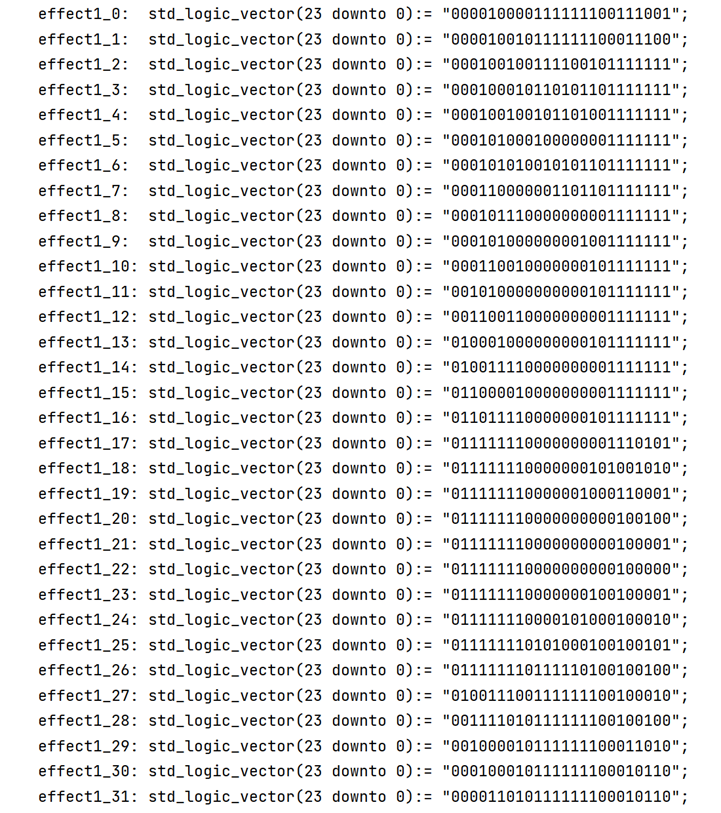 effect1_0:  std_logic_vector(23 downto 0):= "000010000111111100111001";
effect1_1:  std_logic_vector(23 downto 0):= "000010010111111100011100";
effect1_2:  std_logic_vector(23 downto 0):= "000100100111100101111111";
effect1_3:  std_logic_vector(23 downto 0):= "000100010110101101111111";
effect1_4:  std_logic_vector(23 downto 0):= "000100100101101001111111";
effect1_5:  std_logic_vector(23 downto 0):= "000101000100000001111111";
effect1_6:  std_logic_vector(23 downto 0):= "000101010010101101111111";
effect1_7:  std_logic_vector(23 downto 0):= "000110000001101101111111";
effect1_8:  std_logic_vector(23 downto 0):= "000101110000000001111111";
effect1_9:  std_logic_vector(23 downto 0):= "000101000000001001111111";
effect1_10: std_logic_vector(23 downto 0):= "000110010000000101111111";
effect1_11: std_logic_vector(23 downto 0):= "001010000000000101111111";
effect1_12: std_logic_vector(23 downto 0):= "001100110000000001111111";
effect1_13: std_logic_vector(23 downto 0):= "010001000000000101111111";
effect1_14: std_logic_vector(23 downto 0):= "010011110000000001111111";
effect1_15: std_logic_vector(23 downto 0):= "011000010000000001111111";
effect1_16: std_logic_vector(23 downto 0):= "011011110000000101111111";
effect1_17: std_logic_vector(23 downto 0):= "011111110000000001110101";
effect1_18: std_logic_vector(23 downto 0):= "011111110000000101001010";
effect1_19: std_logic_vector(23 downto 0):= "011111110000001000110001";
effect1_20: std_logic_vector(23 downto 0):= "011111110000000000100100";
effect1_21: std_logic_vector(23 downto 0):= "011111110000000000100001";
effect1_22: std_logic_vector(23 downto 0):= "011111110000000000100000";
effect1_23: std_logic_vector(23 downto 0):= "011111110000000100100001";
effect1_24: std_logic_vector(23 downto 0):= "011111110000101000100010";
effect1_25: std_logic_vector(23 downto 0):= "011111110101000100100101";
effect1_26: std_logic_vector(23 downto 0):= "011111110111110100100100";
effect1_27: std_logic_vector(23 downto 0):= "010011100111111100100010";
effect1_28: std_logic_vector(23 downto 0):= "001111010111111100100100";
effect1_29: std_logic_vector(23 downto 0):= "001000010111111100011010";
effect1_30: std_logic_vector(23 downto 0):= "000100010111111100010110";
effect1_31: std_logic_vector(23 downto 0):= "000011010111111100010110";